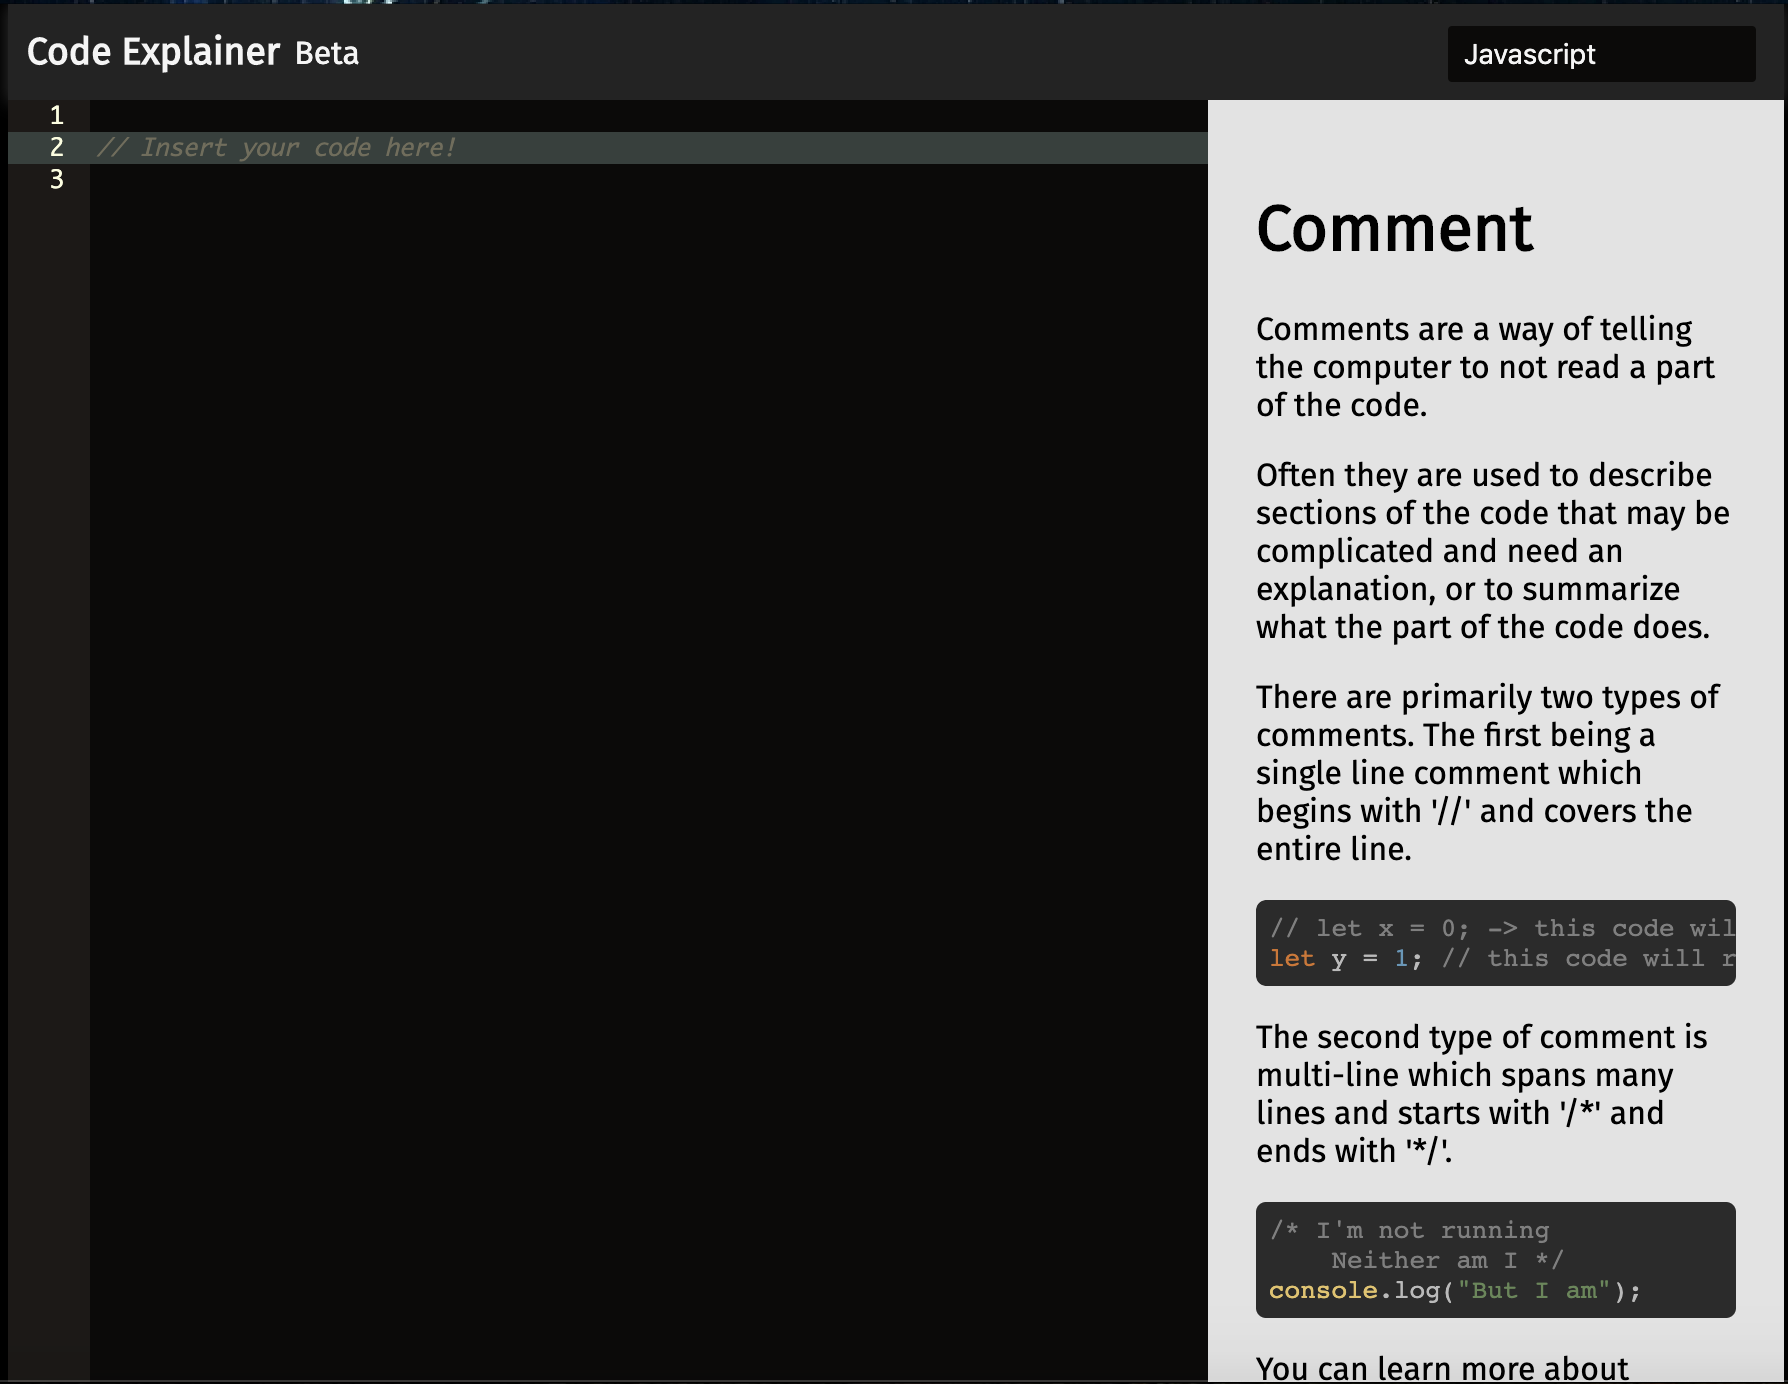 Code Explainer Beta
Javascript
1
2 // Insert your code here!
3
Comment
Comments are a way of telling
the computer to not read a part
of the code.
Often they are used to describe
sections of the code that may be
complicated and need an
explanation, or to summarize
what the part of the code does.
There are primarily two types of
comments. The first being a
single line comment which
begins with '//' and covers the
entire line.
// let x = 0; -> this code wil
let y = 1; // this code will r
The second type of comment is
multi-line which spans many
lines and starts with '/*' and
ends with '*/'.
/* I'm not running
Neither am I */
console.log("But I am");
You can learn more about